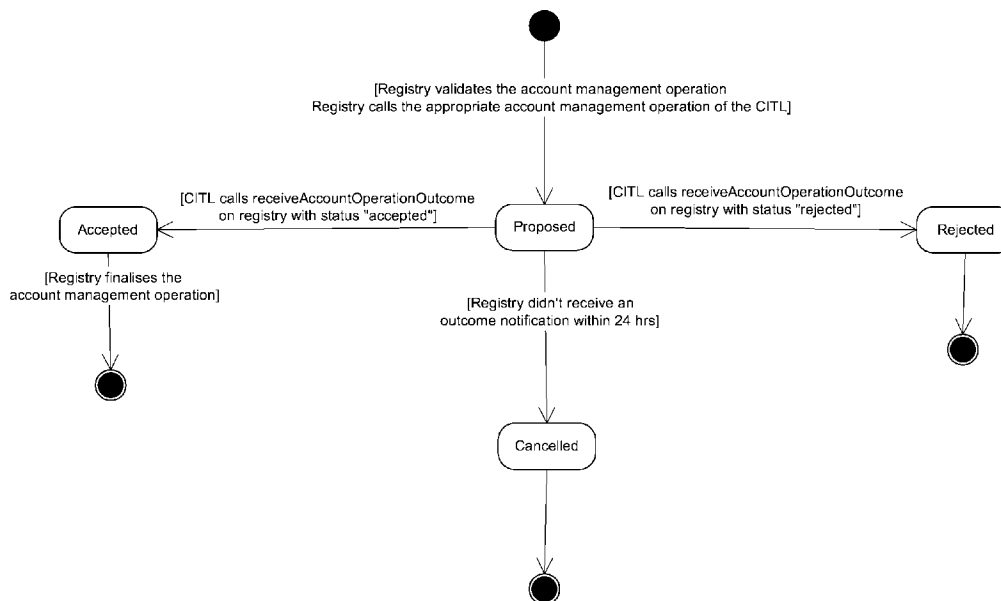 [Registry validates the account management operation
Registry calls the appropriate account management operation of the CITL]
[CITL calls receiveAccountOperationOutcome
on registry with status "accepted"]
[CITL calls receiveAccountOperationOutcome
on registry with status "rejected"]
Accepted
Proposed
Rejected
[Registry finalises the
account management operation]
[Registry didn't receive an
outcome notification within 24 hrs]
Cancelled